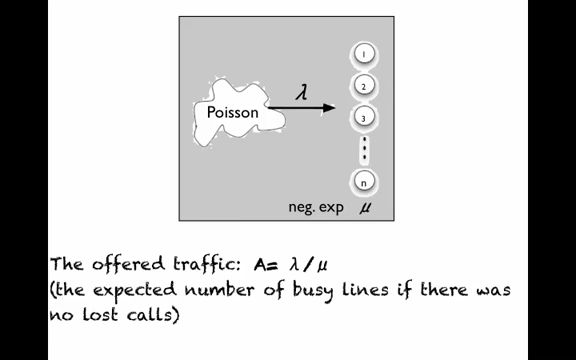 1
2
λ
Poisson
3
n
neg. exp μ
The offered traffic: A= λ/μ
(the expected number of busy lines if there was
no lost calls)